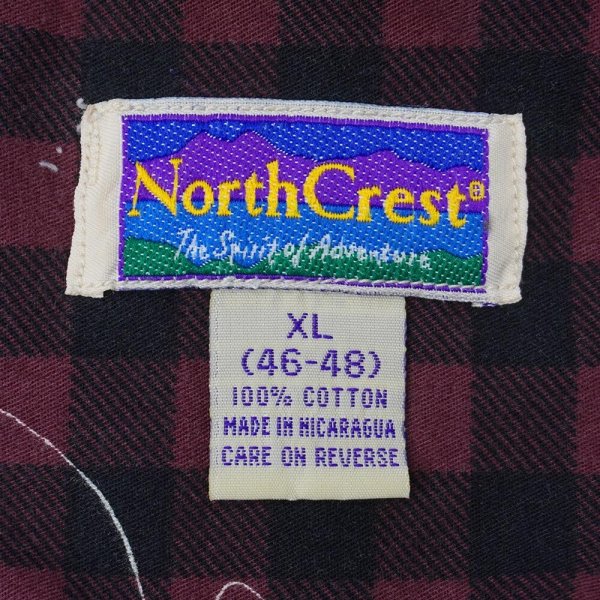 NorthCrest®
The Spirit of Adventure
XL
(46-48)
100% COTTON
MADE IN NICARAGUA
CARE ON REVERSE